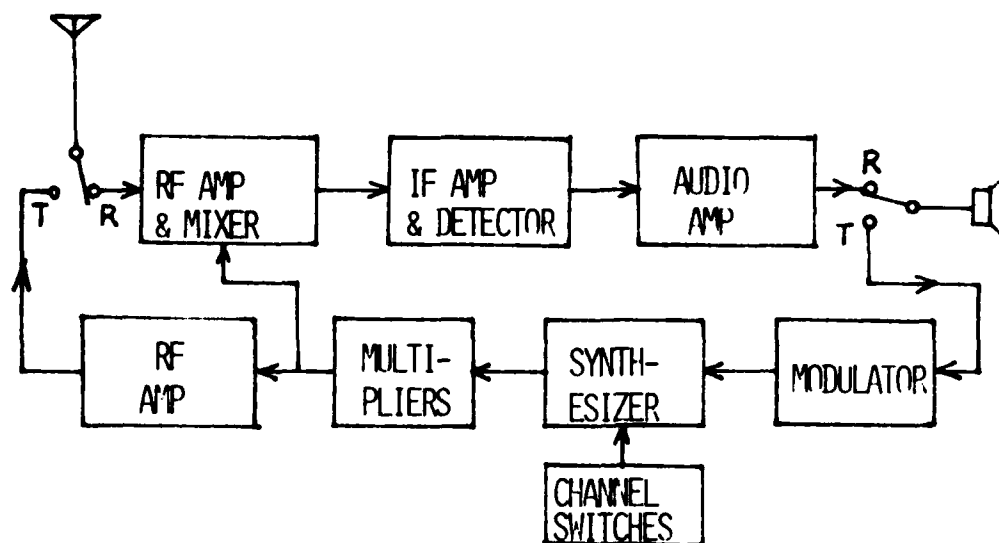 RF AMP
& MIXER
IF AMP
& DETECTOR
AUDIO
AMP
R
T
T
R
RF
AMP
MULTI-
PLIERS
SYNTH-
ESIZER
MODULATOR
CHANNEL
SWITCHES